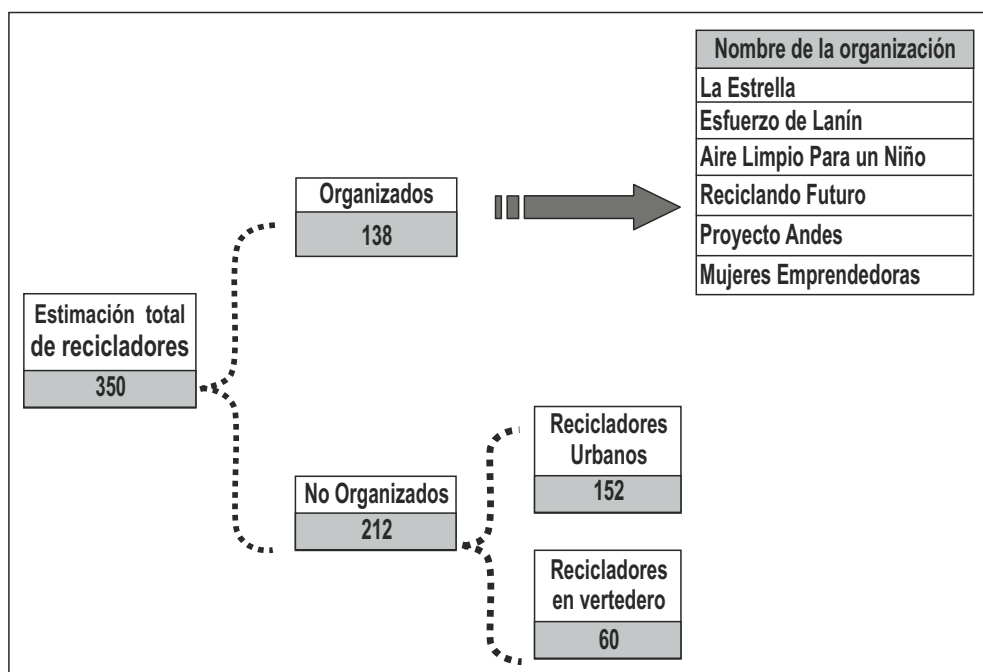 Nombre de la organización
La Estrella
Esfuerzo de Lanín
Aire Limpio Para un Niño
Reciclando Futuro
Proyecto Andes
Mujeres Emprendedoras
Organizados
138
Estimación total
de recicladores
350
No Organizados
212
Recicladores
Urbanos
152
Recicladores
en vertedero
60